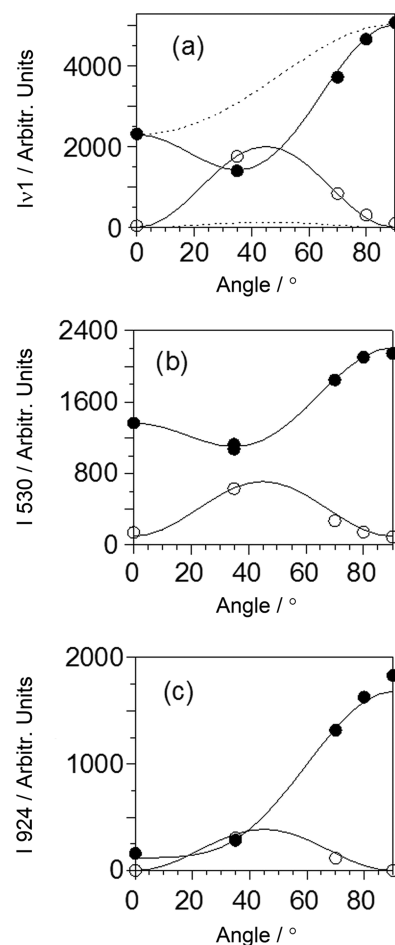 (a)
4000
2000
0
Iν1 / Arbitr. Units
0 20 40 60 80
Angle / °
(b)
2400
1600
800
0
I 530 / Arbitr. Units
0 20 40 60 80
Angle / °
(c)
2000
1000
0
I 924 / Arbitr. Units
0 20 40 60 80
Angle / °